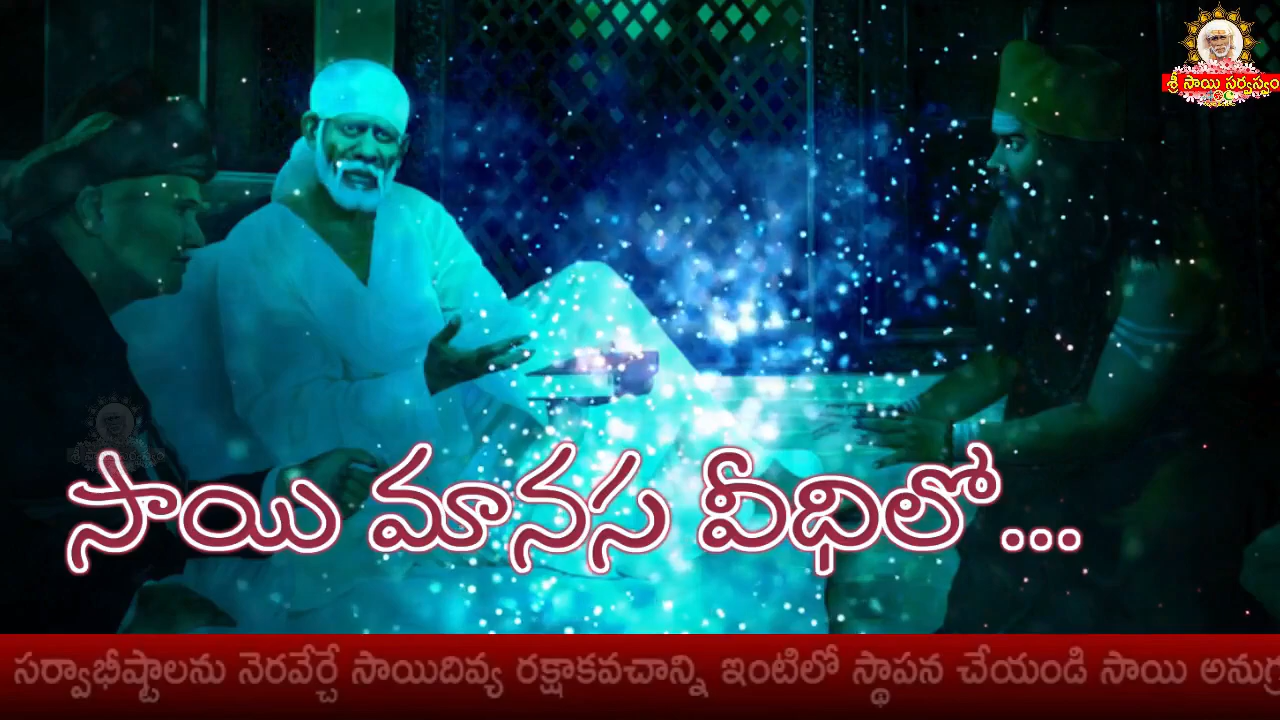 శ్రీ సాయి సర్వస్వం
సాయి మానస వీధిలో...
సర్వాభీష్టాలను నెరవేర్చే సాయిదివ్య రక్షాకవచాన్ని ఇంటిలో స్థాపన చేయండి సాయి